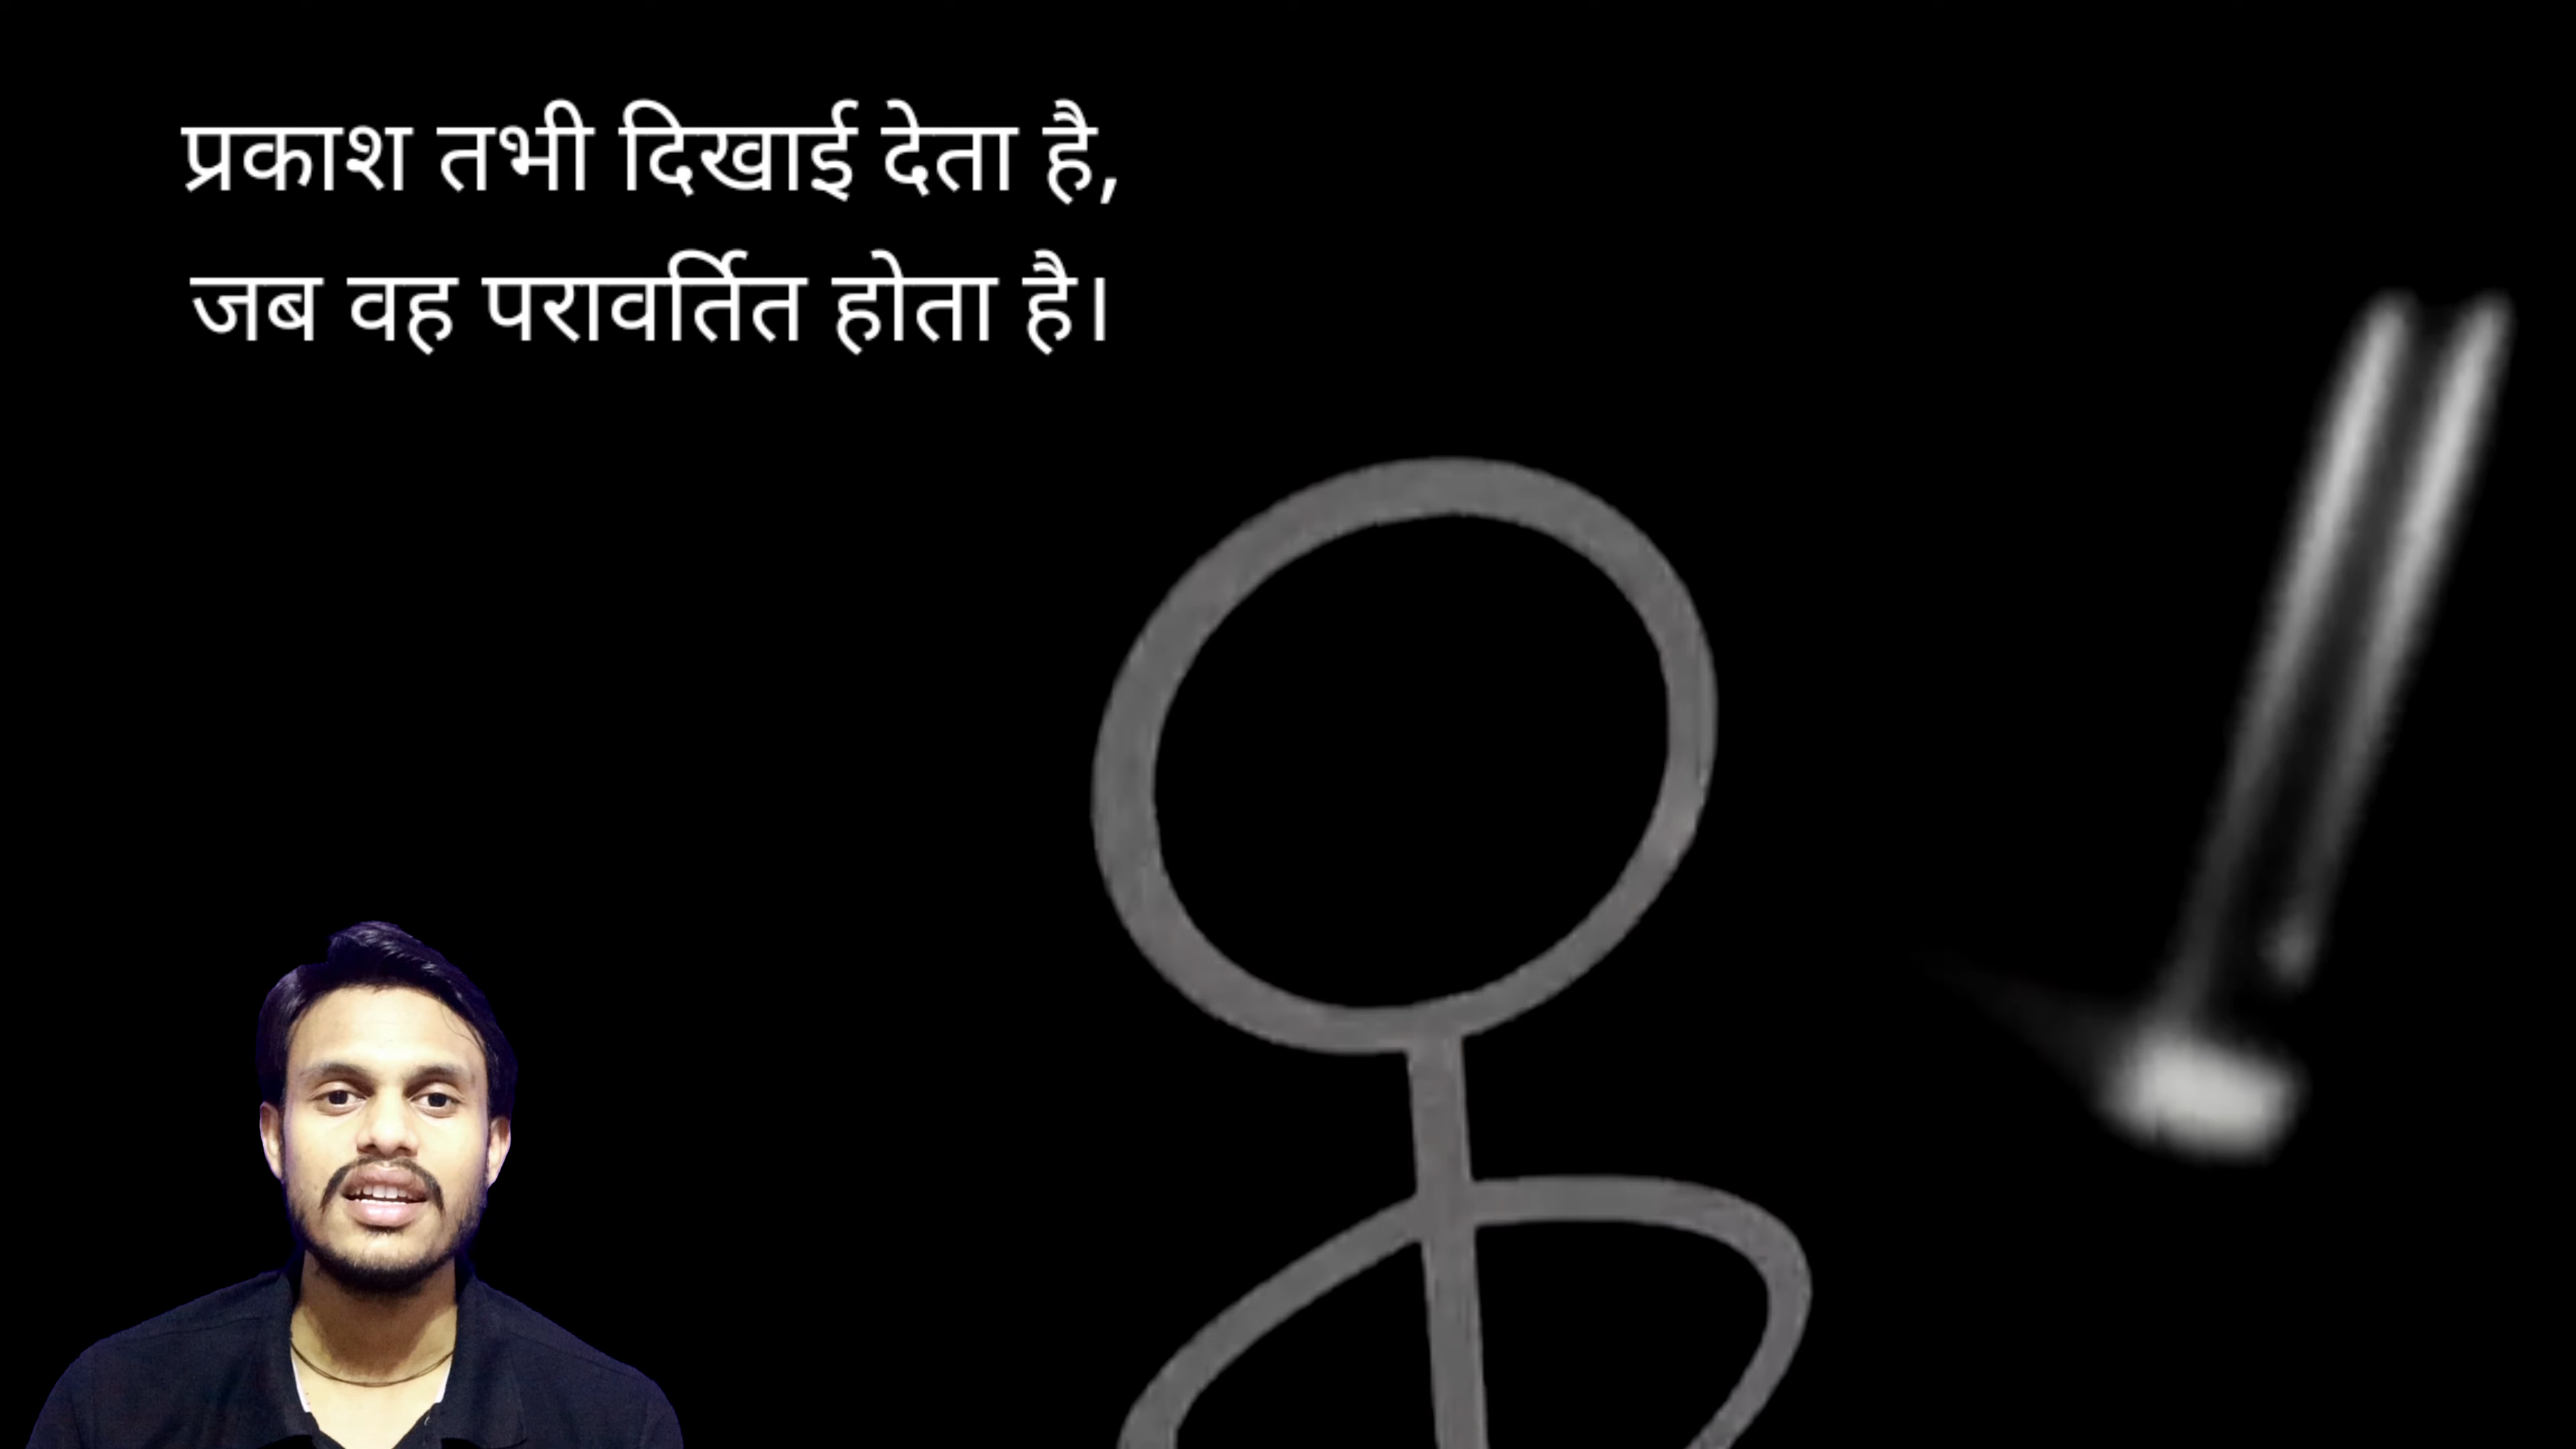 प्रकाश तभी दिखाई देता है,
जब वह परावर्तित होता है।